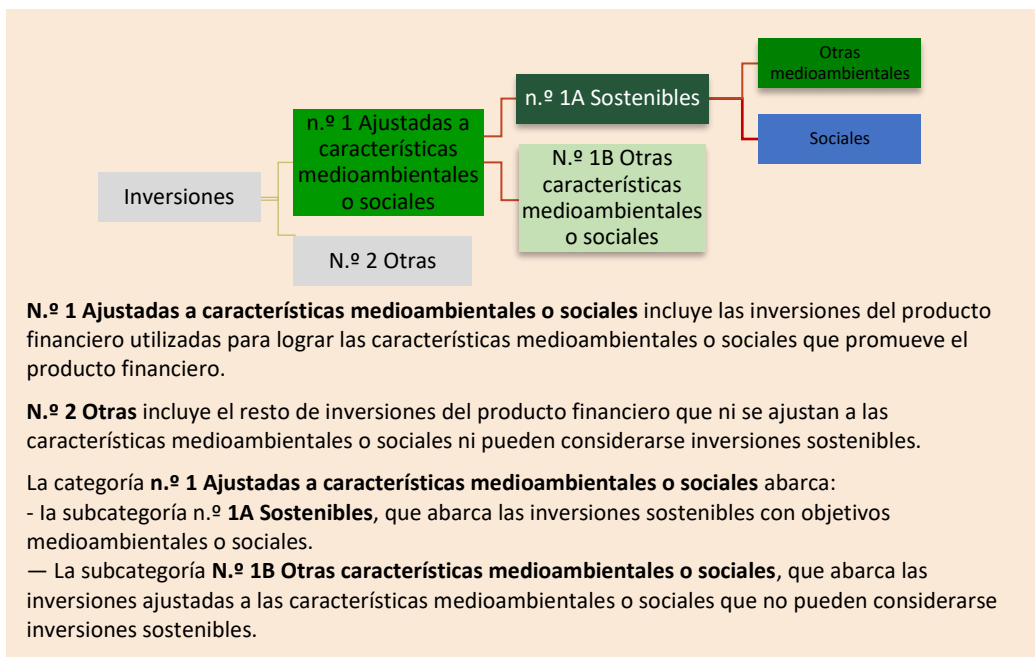 Otras
medioambientales
n.º 1A Sostenibles
n.º 1 Ajustadas a
características
medioambientales
o sociales
Sociales
N.º 1B Otras
características
medioambientales
o sociales
Inversiones
N.º 2 Otras
N.º 1 Ajustadas a características medioambientales o sociales incluye las inversiones del producto
financiero utilizadas para lograr las características medioambientales o sociales que promueve el
producto financiero.
N.º 2 Otras incluye el resto de inversiones del producto financiero que ni se ajustan a las
características medioambientales o sociales ni pueden considerarse inversiones sostenibles.
La categoría n.º 1 Ajustadas a características medioambientales o sociales abarca:
- Ia subcategoría n.º 1A Sostenibles, que abarca las inversiones sostenibles con objetivos
medioambientales o sociales.
— La subcategoría N.º 1B Otras características medioambientales o sociales, que abarca las
inversiones ajustadas a las características medioambientales o sociales que no pueden considerarse
inversiones sostenibles.